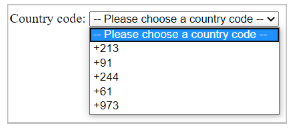 Country code: -- Please choose a country code --
-- Please choose a country code --
+213
+91
+244
+61
+973